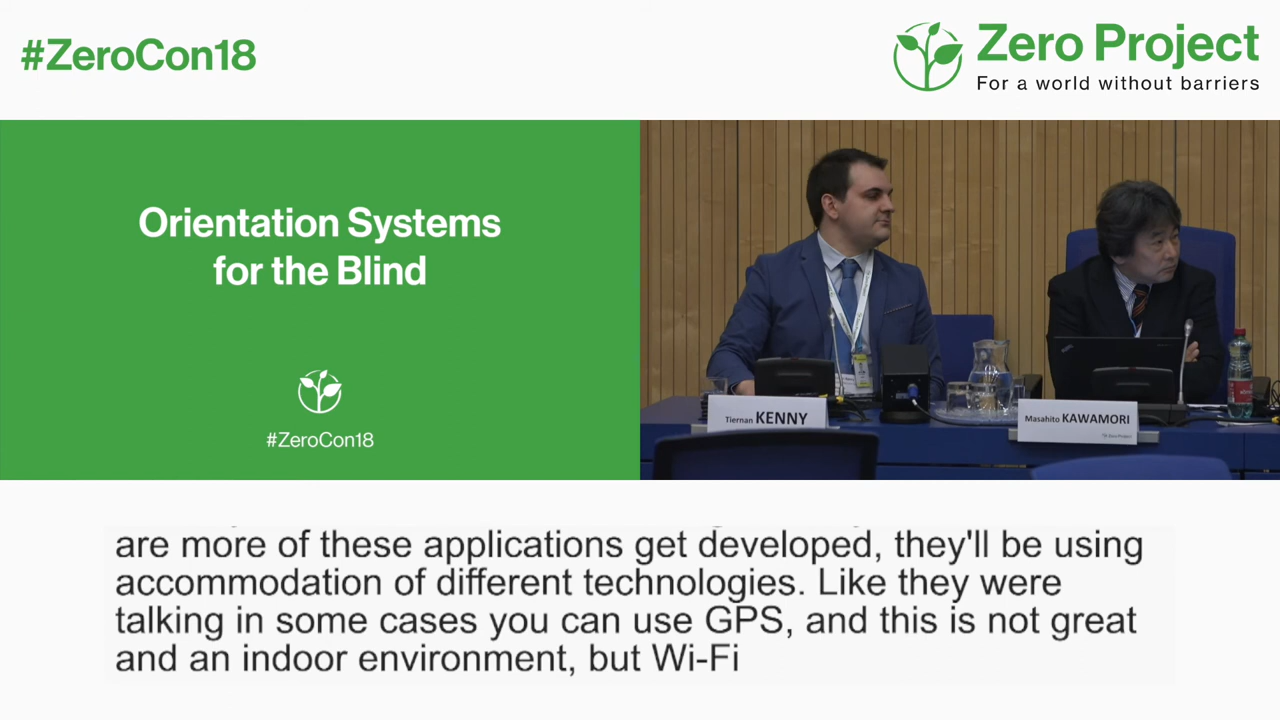 #ZeroCon18
Zero Project
For a world without barriers
Orientation Systems
for the Blind
#ZeroCon18
Tiernan KENNY
Masahito KAWAMORI
are more of these applications get developed, they'll be using
accommodation of different technologies. Like they were
talking in some cases you can use GPS, and this is not great
and an indoor environment, but Wi-Fi